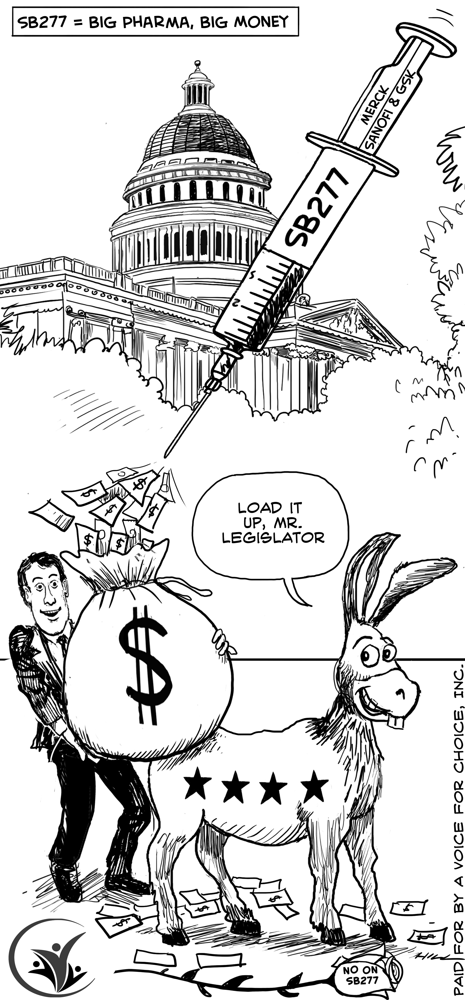 SB277 = BIG PHARMA, BIG MONEY
MERCK
SANOFI & GSK
SB277
LOAD IT
UP, MR.
LEGISLATOR
$
$
$
$
$
$
$
$
$
$
$
$
NO ON
SB277
HILL
PAID FOR BY A VOICE FOR CHOICE, INC.